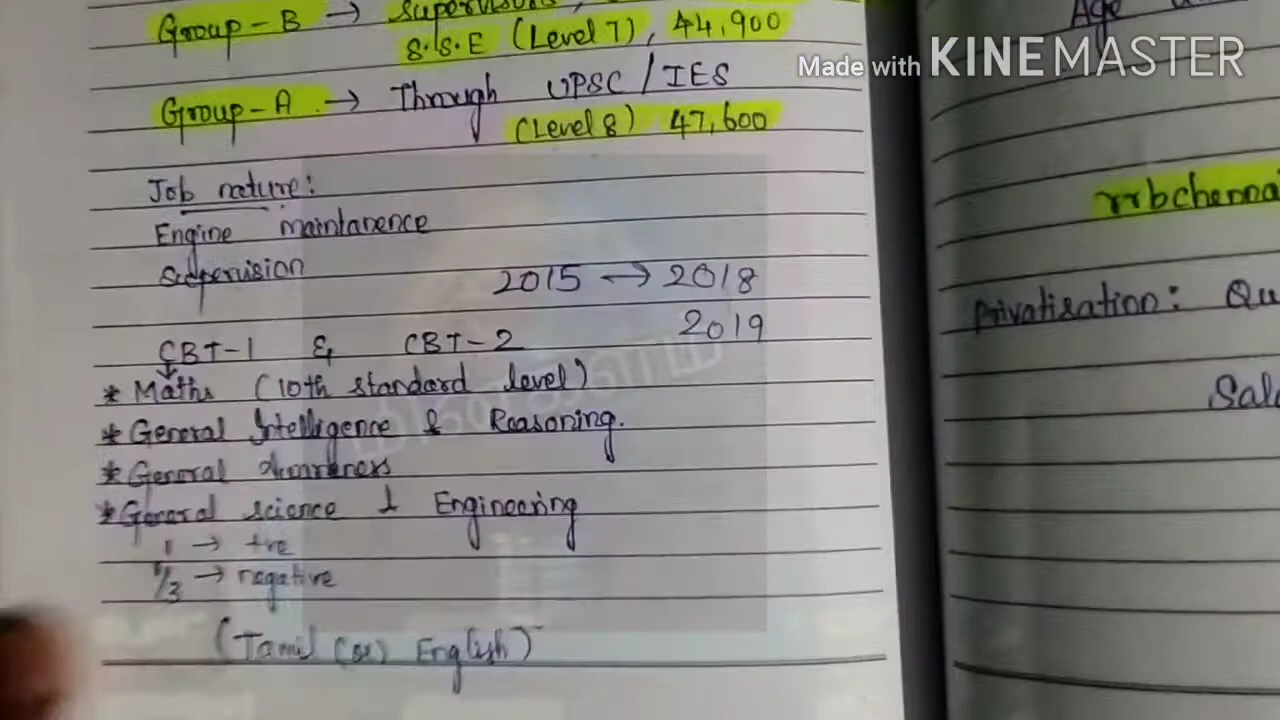 Group-B → Supervisors,
S.S.E (Level 7), 44,900
Group-A → Through UPSC / IES
(Level 8) 47,600
Job nature:
Engine maintanence
Supervision
2015 → 2018
2019
CBT-1 & CBT-2
* Maths (10th standard level)
* General Intelligence & Reasoning.
* General Awareness
* General science & Engineering
1 → +ve
1/3 → negative
(Tamil (or) English)
Age
Made with KINEMASTER
rrbchennai
Privatisation: Qu
Sala